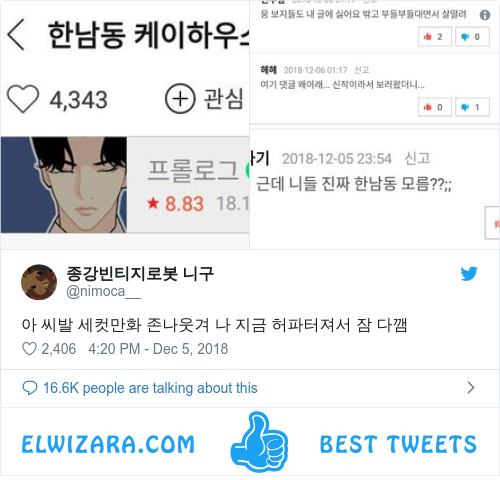 한남동 케이하우스
4,343
관심
프롤로그
★ 8.83 18.1
응 보지들도 내 글에 싫어요 박고 부들부들대면서 살떨려
2 0
헤헤 2018-12-06 01:17 신고
여기 댓글 왜이래... 신작이라서 보러왔더니...
0 1
가기 2018-12-05 23:54 신고
근데 니들 진짜 한남동 모름??;;
종강빈티지로봇 니구
@nimoca__
아 씨발 세컷만화 존나웃겨 나 지금 허파터져서 잠 다깸
2,406 4:20 PM - Dec 5, 2018
16.6K people are talking about this
ELWIZARA.COM BEST TWEETS